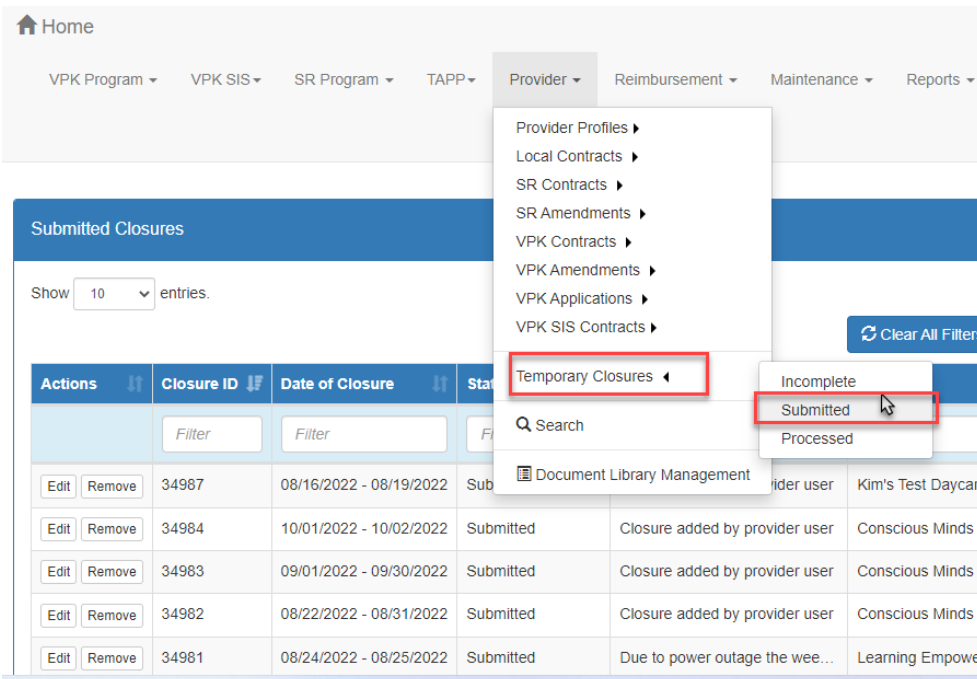 Home
VPK Program VPK SIS SR Program TAPP Provider Reimbursement Maintenance Reports
Provider Profiles
Local Contracts
SR Contracts
SR Amendments
VPK Contracts
VPK Amendments
VPK Applications
VPK SIS Contracts
Temporary Closures
Search
Document Library Management
Incomplete
Submitted
Processed
Submitted Closures
Show 10 entries.
Clear All Filters
Actions Closure ID Date of Closure Stat
Filter Filter Fi
Edit Remove 34987 08/16/2022 - 08/19/2022 Sub vider user Kim's Test Daycar
Edit Remove 34984 10/01/2022 - 10/02/2022 Submitted Closure added by provider user Conscious Minds
Edit Remove 34983 09/01/2022 - 09/30/2022 Submitted Closure added by provider user Conscious Minds
Edit Remove 34982 08/22/2022 - 08/31/2022 Submitted Closure added by provider user Conscious Minds
Edit Remove 34981 08/24/2022 - 08/25/2022 Submitted Due to power outage the wee... Learning Empowe